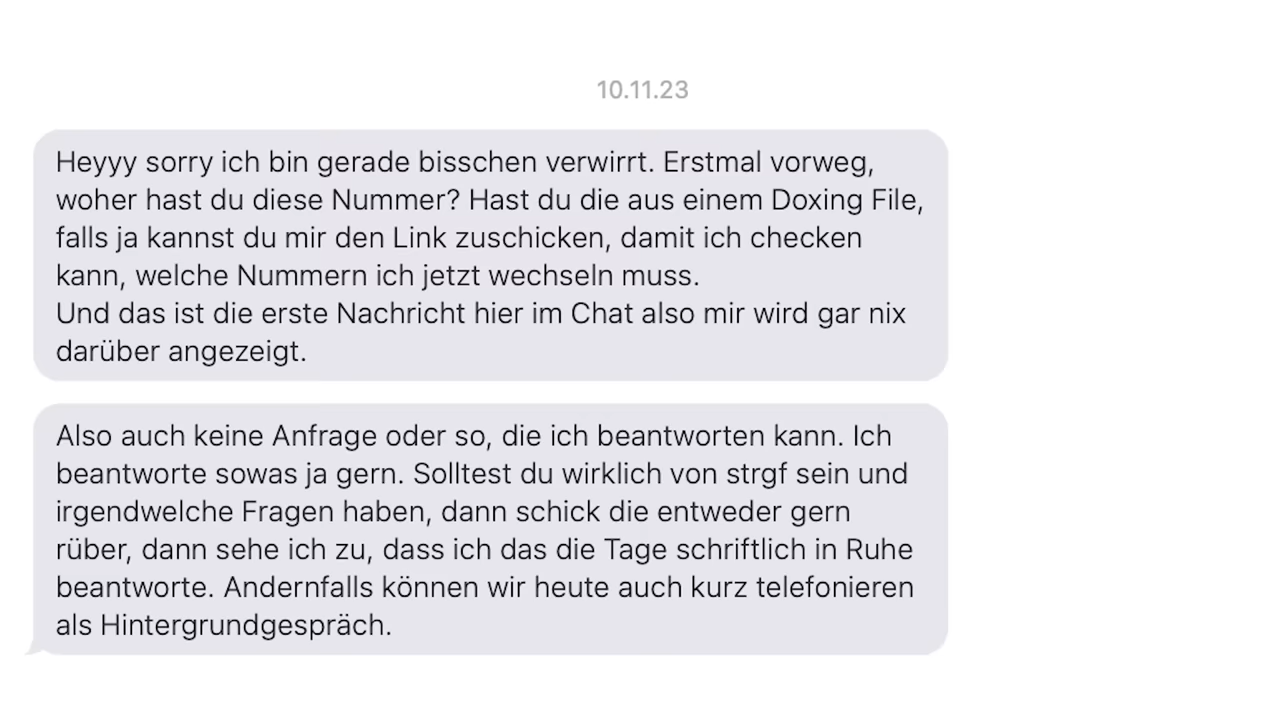 10.11.23
Heyyy sorry ich bin gerade bisschen verwirrt. Erstmal vorweg,
woher hast du diese Nummer? Hast du die aus einem Doxing File,
falls ja kannst du mir den Link zuschicken, damit ich checken
kann, welche Nummern ich jetzt wechseln muss.
Und das ist die erste Nachricht hier im Chat also mir wird gar nix
darüber angezeigt.
Also auch keine Anfrage oder so, die ich beantworten kann. Ich
beantworte sowas ja gern. Solltest du wirklich von strgf sein und
irgendwelche Fragen haben, dann schick die entweder gern
rüber, dann sehe ich zu, dass ich das die Tage schriftlich in Ruhe
beantworte. Andernfalls können wir heute auch kurz telefonieren
als Hintergrundgespräch.